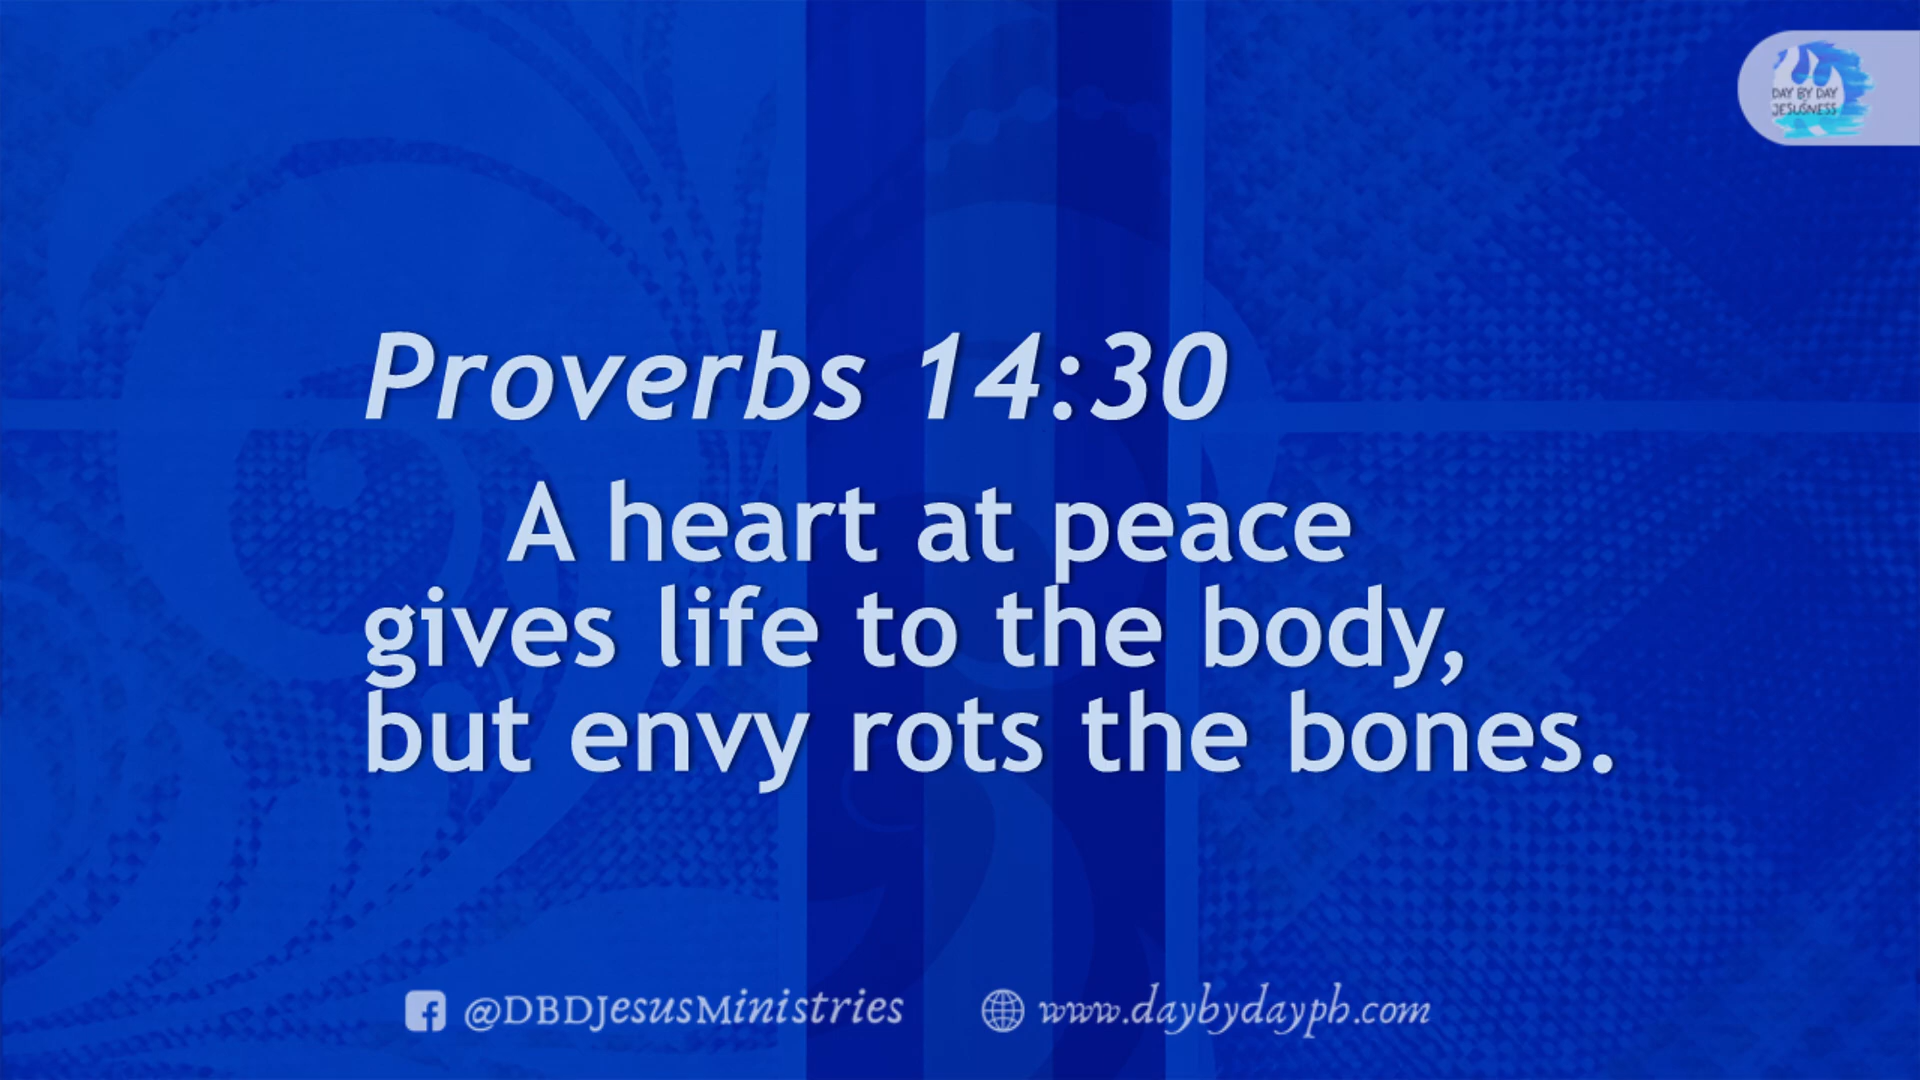 DAY BY DAY
JESUSNESS
Proverbs 14:30
A heart at peace
gives life to the body,
but envy rots the bones.
@DBDJesusMinistries
www.daybydayph.com